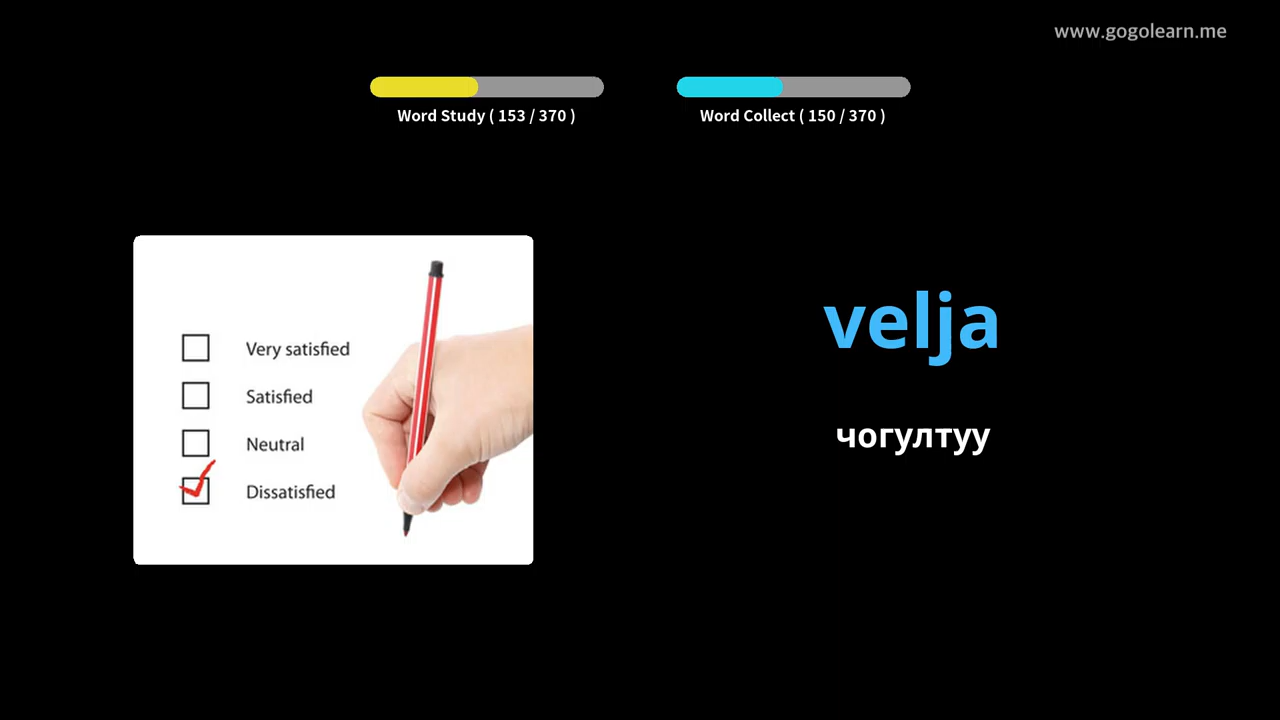 www.gogolearn.me
Word Study ( 153 / 370 )
Word Collect ( 150 / 370 )
Very satisfied
Satisfied
Neutral
Dissatisfied
velja
чогултуу